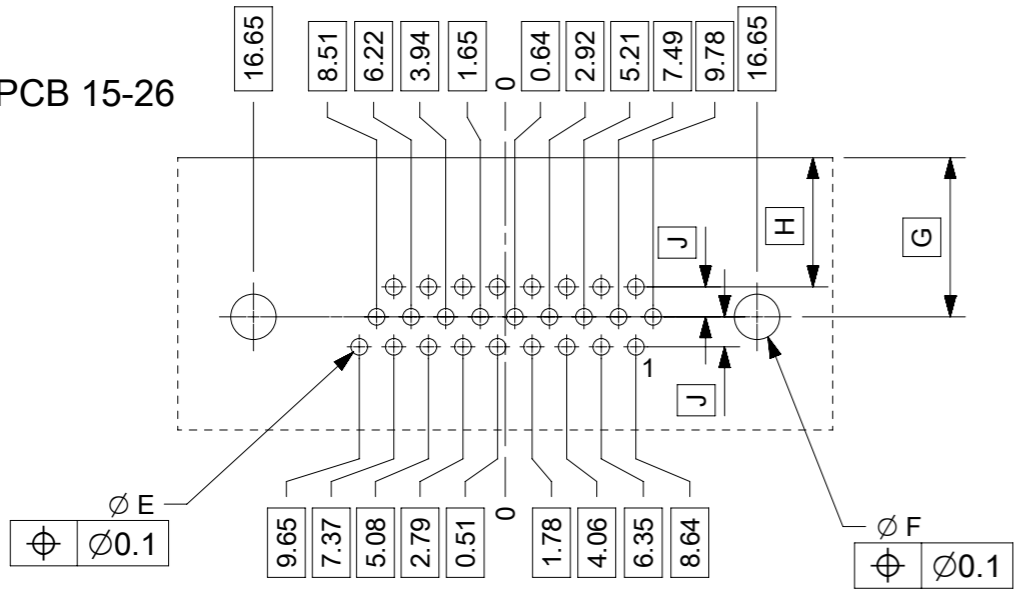 16.65
8.51
6.22
3.94
1.65
0
0.64
2.92
5.21
7.49
9.78
16.65
PCB 15-26
H
G
J
1
J
Ø E
⌖ Ø0.1
9.65
7.37
5.08
2.79
0.51
0
1.78
4.06
6.35
8.64
Ø F
⌖ Ø0.1